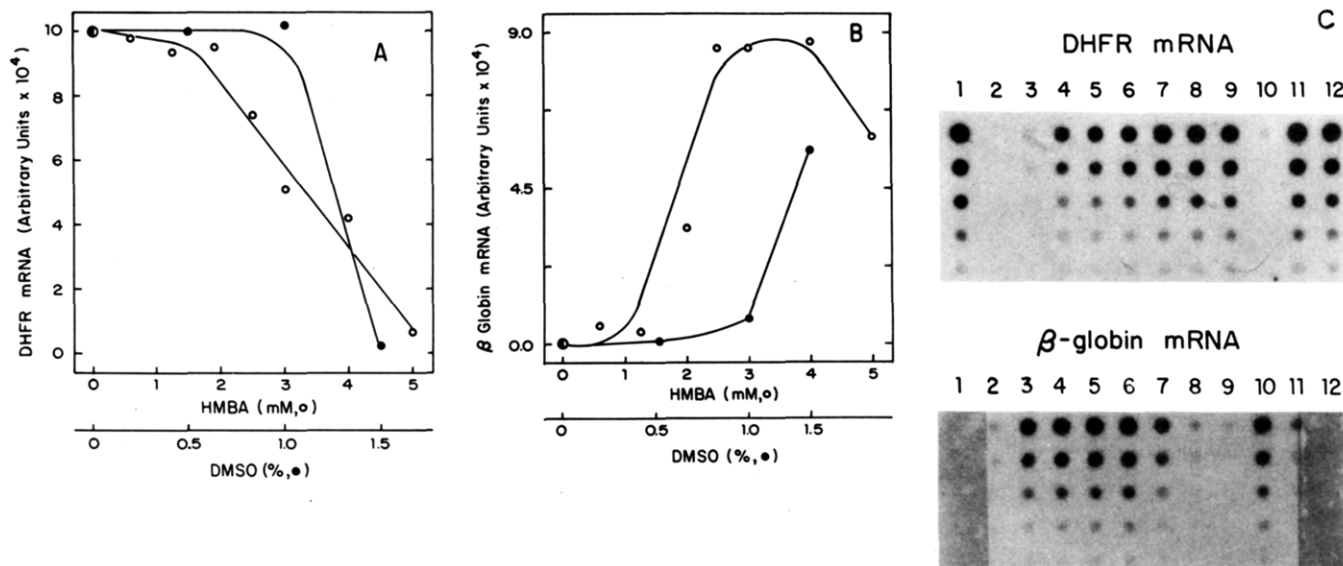 A
DHFR mRNA (Arbitrary Units x 10⁴)
10
8
6
4
2
0
0 1 2 3 4 5
HMBA (mM,o)
0 0.5 1.0 1.5
DMSO (%,●)
B
β Globin mRNA (Arbitrary Units x 10⁴)
9.0
4.5
0.0
0 1 2 3 4 5
HMBA (mM,o)
0 0.5 1.0 1.5
DMSO (%,●)
C
DHFR mRNA
1 2 3 4 5 6 7 8 9 10 11 12
β-globin mRNA
1 2 3 4 5 6 7 8 9 10 11 12